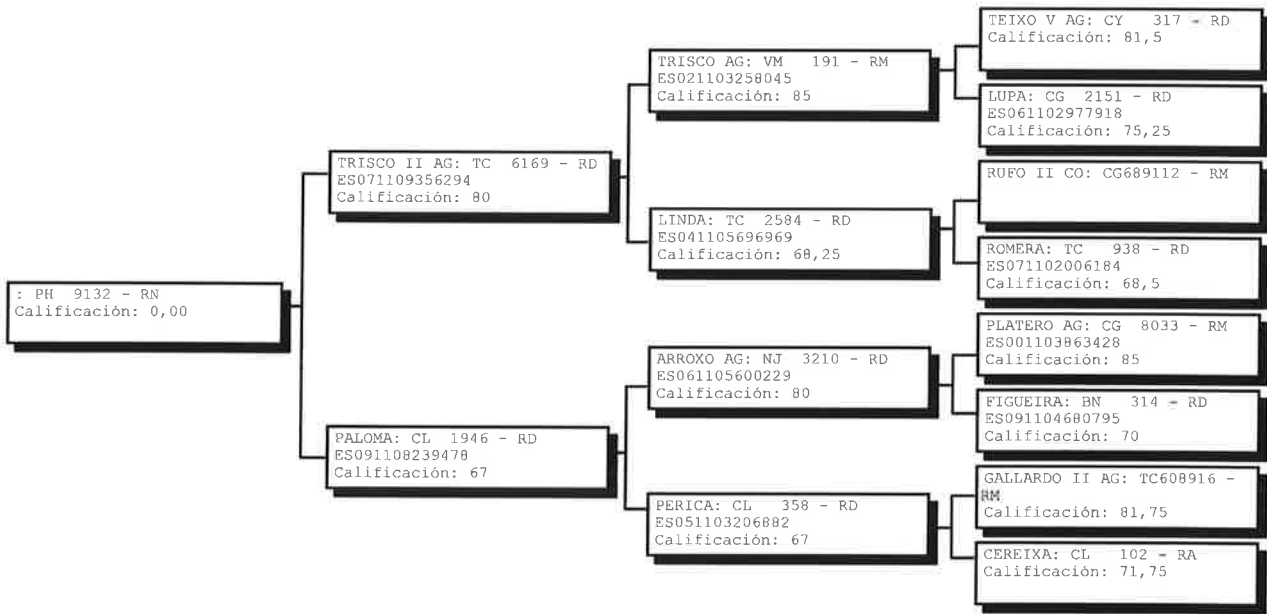 : PH 9132 - RN
Calificación: 0,00
TRISCO II AG: TC 6169 - RD
ES071109356294
Calificación: 80
PALOMA: CL 1946 - RD
ES091108239478
Calificación: 67
TRISCO AG: VM 191 - RM
ES021103258045
Calificación: 85
LINDA: TC 2584 - RD
ES041105696969
Calificación: 68,25
ARROXO AG: NJ 3210 - RD
ES061105600229
Calificación: 80
PERICA: CL 358 - RD
ES051103206882
Calificación: 67
TEIXO V AG: CY 317 - RD
Calificación: 81,5
LUPA: CG 2151 - RD
ES061102977918
Calificación: 75,25
RUFO II CO: CG689112 - RM
ROMERA: TC 938 - RD
ES071102006184
Calificación: 68,5
PLATERO AG: CG 8033 - RM
ES001103863428
Calificación: 85
FIGUEIRA: BN 314 - RD
ES091104680795
Calificación: 70
GALLARDO II AG: TC608916 -
RM
Calificación: 81,75
CEREIXA: CL 102 - RA
Calificación: 71,75